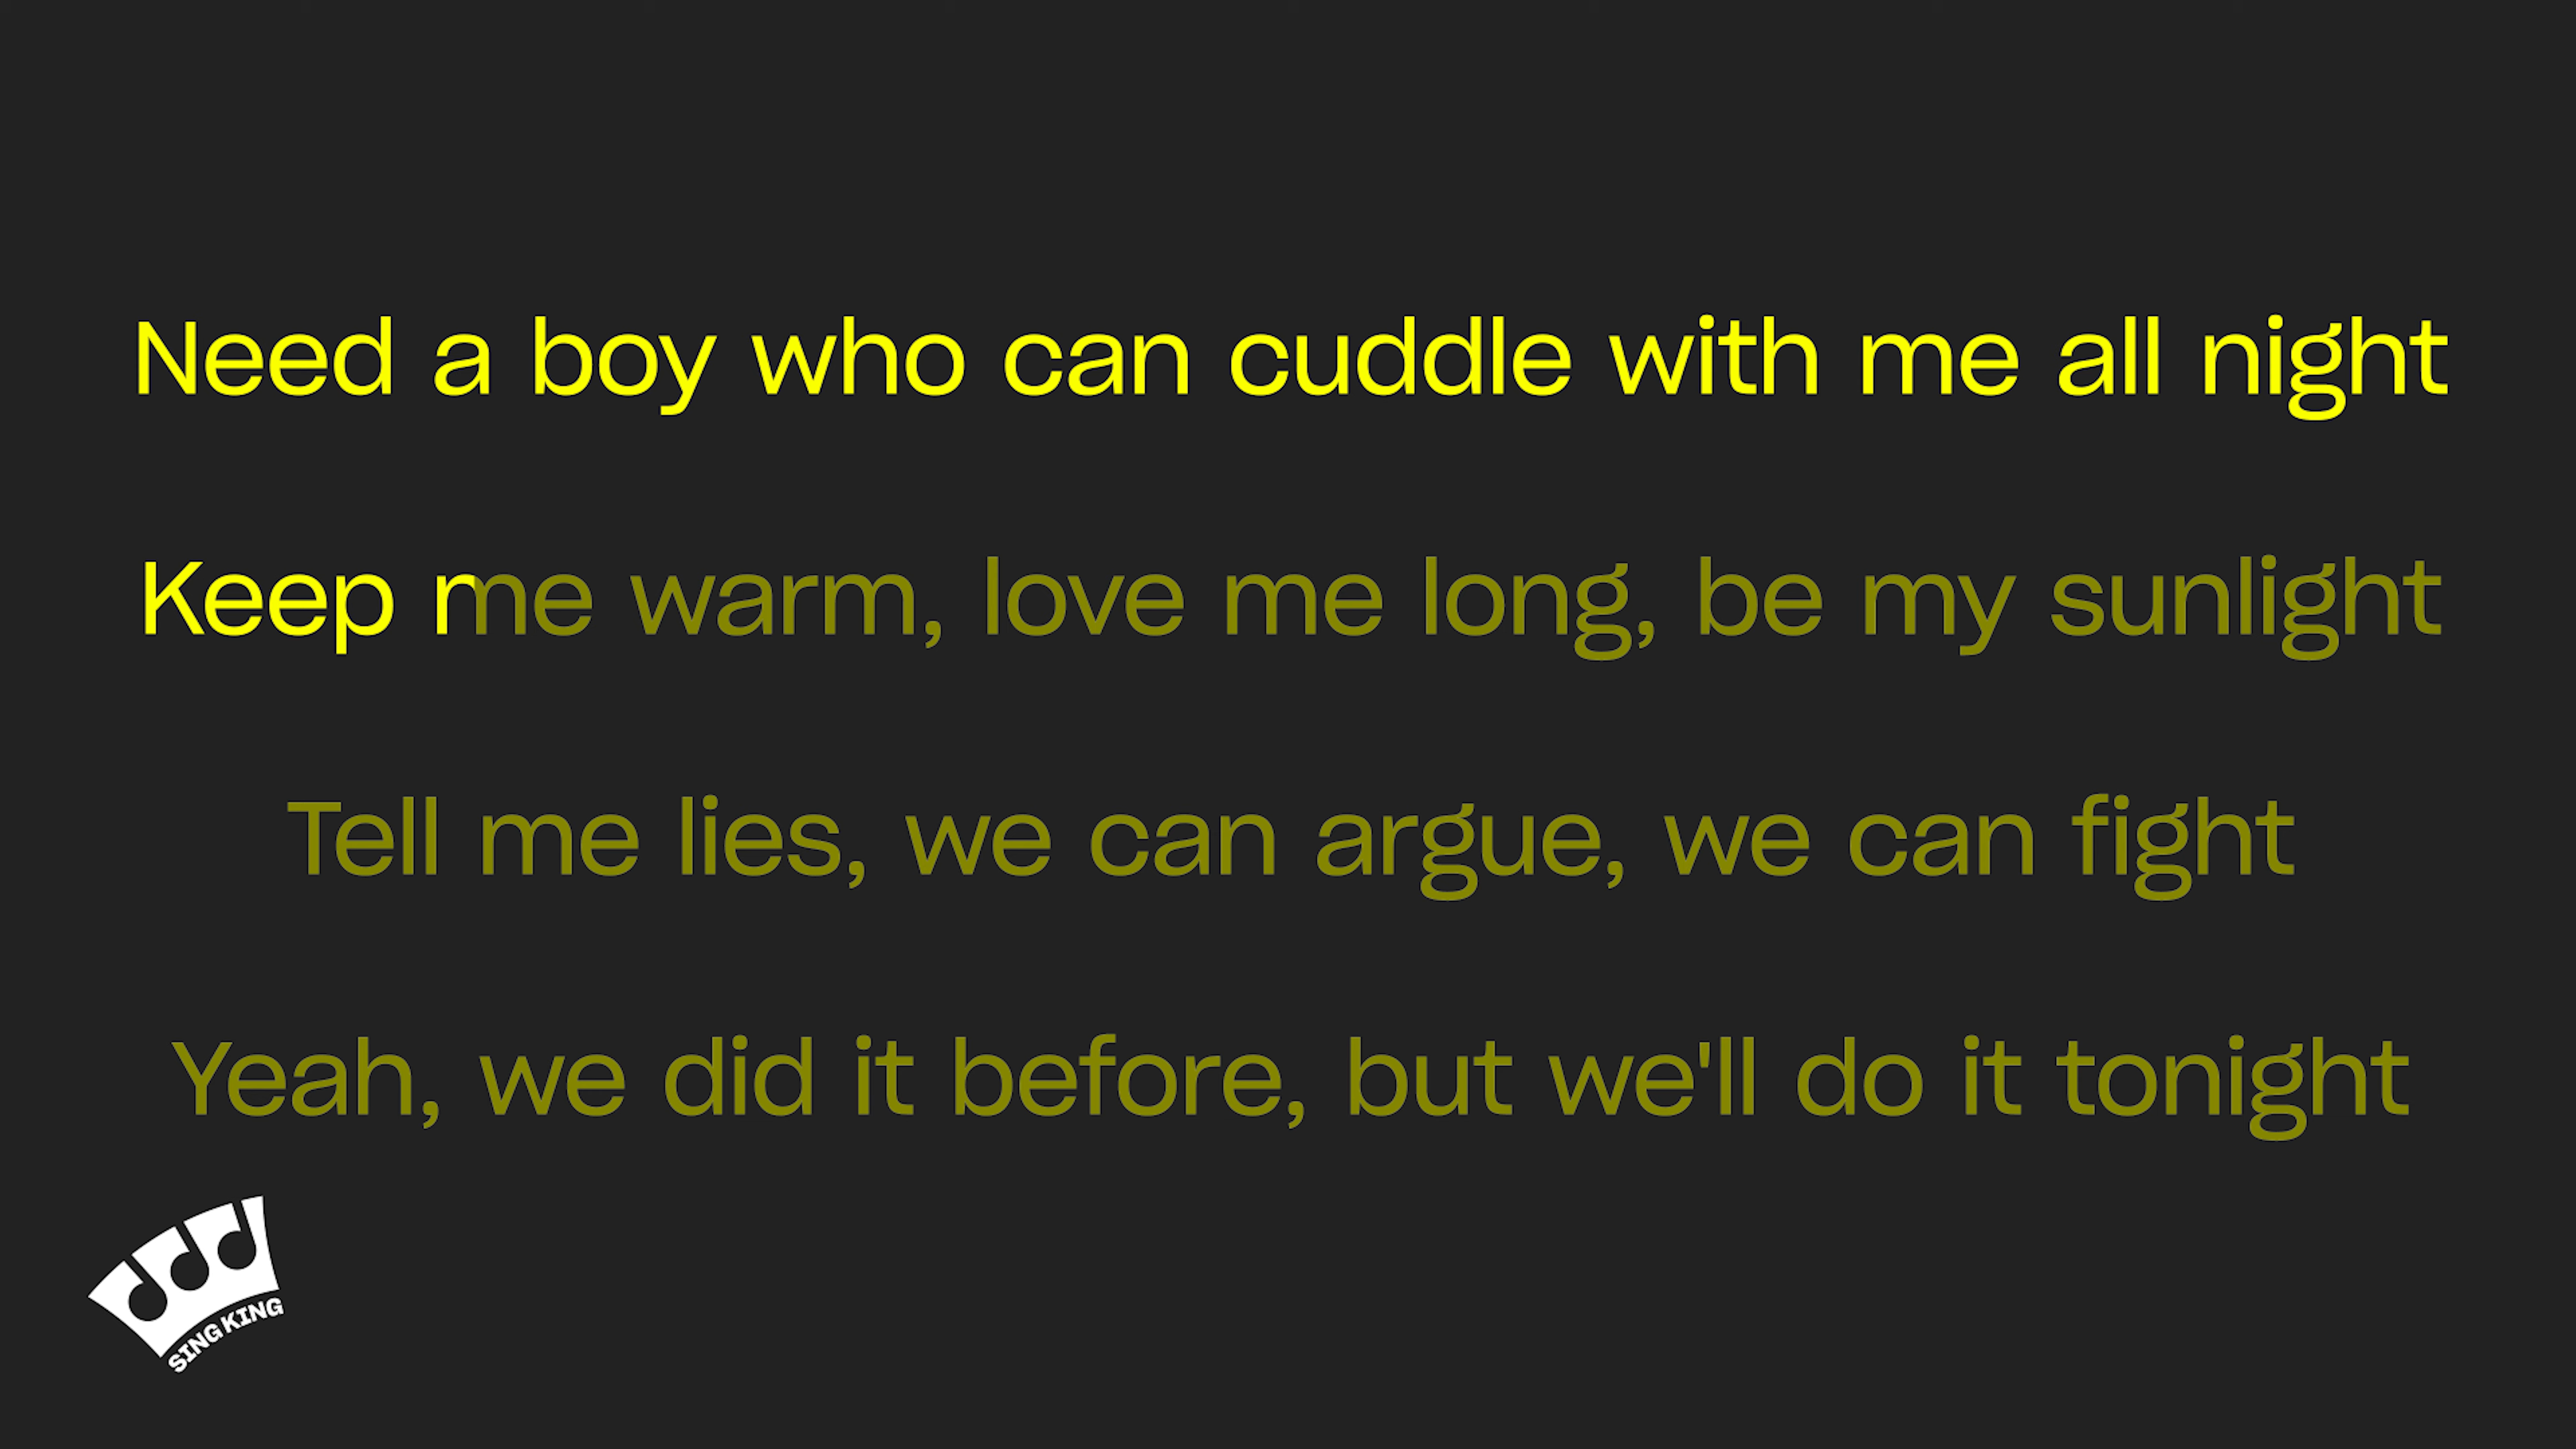 Need a boy who can cuddle with me all night
Keep me warm, love me long, be my sunlight
Tell me lies, we can argue, we can fight
Yeah, we did it before, but we'll do it tonight
SING KING